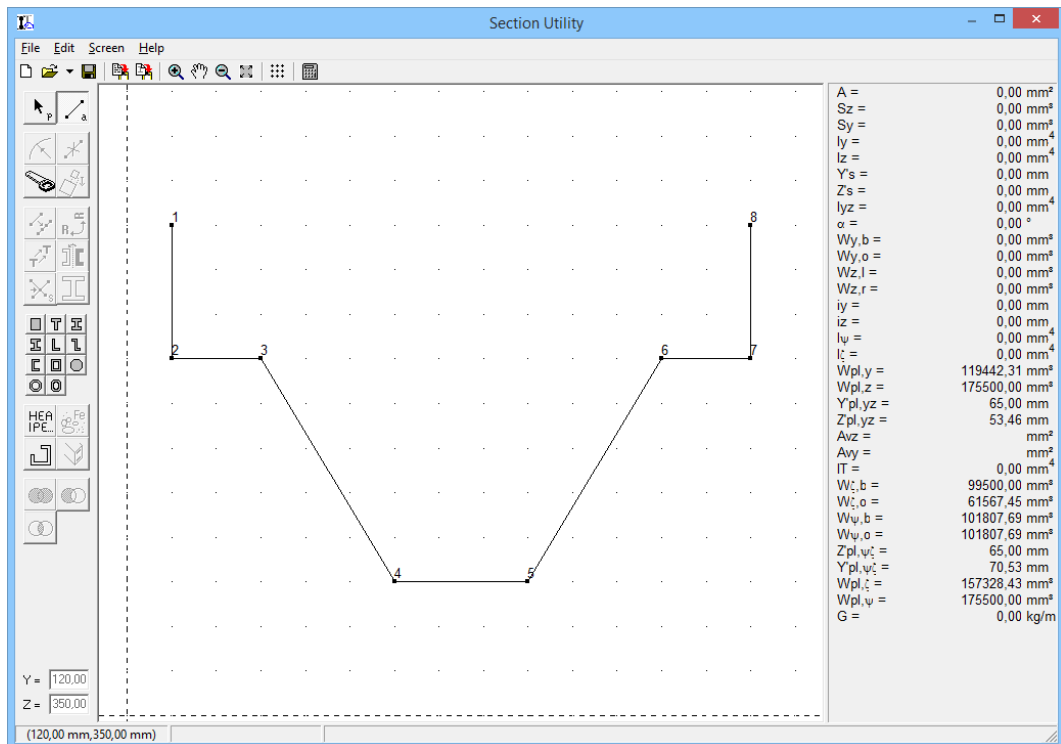 Section Utility
File Edit Screen Help
p
a
R
R
T
T
s
HEA
IPE...
Fe
Y = 120,00
Z = 350,00
1
8
2
3
6
7
4
5
A = 0,00 mm²
Sz = 0,00 mm³
Sy = 0,00 mm³
Iy = 0,00 mm⁴
Iz = 0,00 mm⁴
Y's = 0,00 mm
Z's = 0,00 mm
Iyz = 0,00 mm⁴
α = 0,00 °
Wy,b = 0,00 mm³
Wy,o = 0,00 mm³
Wz,l = 0,00 mm³
Wz,r = 0,00 mm³
iy = 0,00 mm
iz = 0,00 mm
Iψ = 0,00 mm⁴
Iζ = 0,00 mm⁴
Wpl,y = 119442,31 mm³
Wpl,z = 175500,00 mm³
Y'pl,yz = 65,00 mm
Z'pl,yz = 53,46 mm
Avz = mm²
Avy = mm²
IT = 0,00 mm⁴
Wζ,b = 99500,00 mm³
Wζ,o = 61567,45 mm³
Wψ,b = 101807,69 mm³
Wψ,o = 101807,69 mm³
Z'pl,ψζ = 65,00 mm
Y'pl,ψζ = 70,53 mm
Wpl,ζ = 157328,43 mm³
Wpl,ψ = 175500,00 mm³
G = 0,00 kg/m
(120,00 mm,350,00 mm)